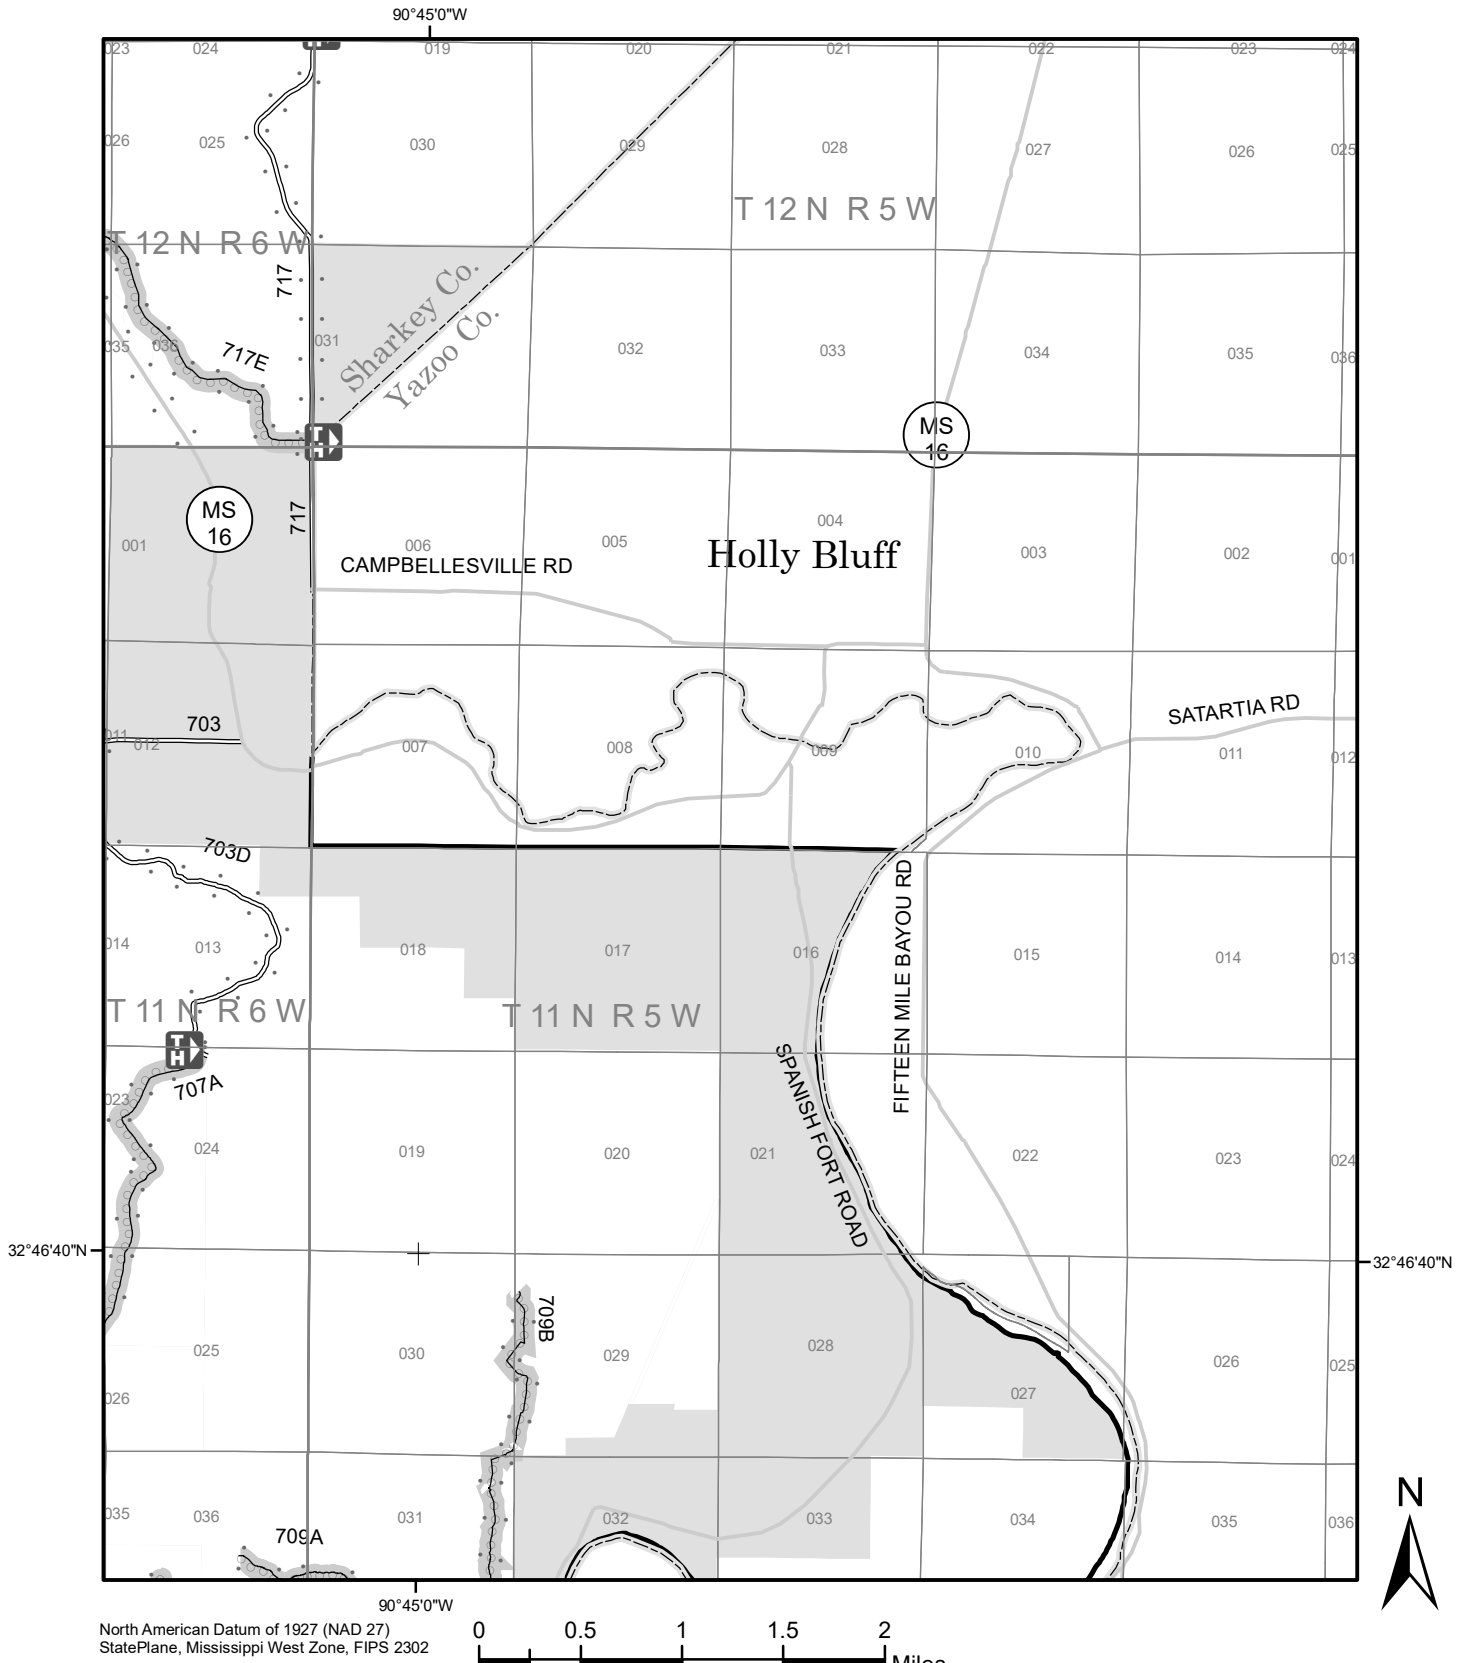 90°45'0"W
023
024
019
020
021
022
023
024
026
025
030
029
028
027
026
025
T 12 N R 5 W
T 12 N R 6 W
717
Sharkey Co.
Yazoo Co.
035
036
717E
031
032
033
034
035
036
T
H
MS
16
MS
16
717
001
006
005
004
003
002
001
Holly Bluff
CAMPBELLESVILLE RD
SATARTIA RD
703
011
012
007
008
009
010
011
012
703D
FIFTEEN MILE BAYOU RD
014
013
018
017
016
015
014
013
T 11 N R 6 W
T 11 N R 5 W
T
H
707A
SPANISH FORT ROAD
023
024
019
020
021
022
023
024
32°46'40"N
32°46'40"N
709B
025
030
029
028
027
026
025
026
035
036
031
032
033
034
035
036
709A
N
90°45'0"W
North American Datum of 1927 (NAD 27)
StatePlane, Mississippi West Zone, FIPS 2302
0 0.5 1 1.5 2
Miles